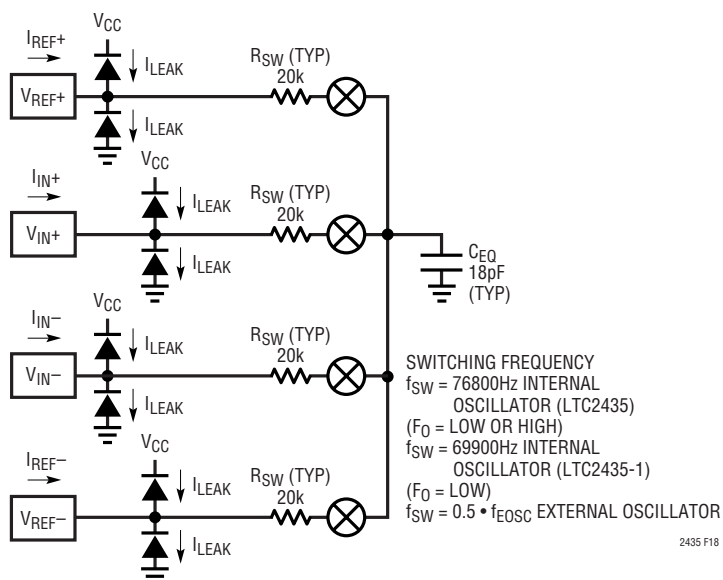 VCC
IREF+
ILEAK
RSW (TYP)
20k
VREF+
ILEAK
VCC
IIN+
ILEAK
RSW (TYP)
20k
VIN+
ILEAK
CEQ
18pF
(TYP)
VCC
IIN−
ILEAK
RSW (TYP)
20k
VIN−
ILEAK
SWITCHING FREQUENCY
fSW = 76800Hz INTERNAL
OSCILLATOR (LTC2435)
(FO = LOW OR HIGH)
fSW = 69900Hz INTERNAL
OSCILLATOR (LTC2435-1)
(FO = LOW)
fSW = 0.5 • fEOSC EXTERNAL OSCILLATOR
VCC
IREF−
ILEAK
RSW (TYP)
20k
VREF−
ILEAK
2435 F18